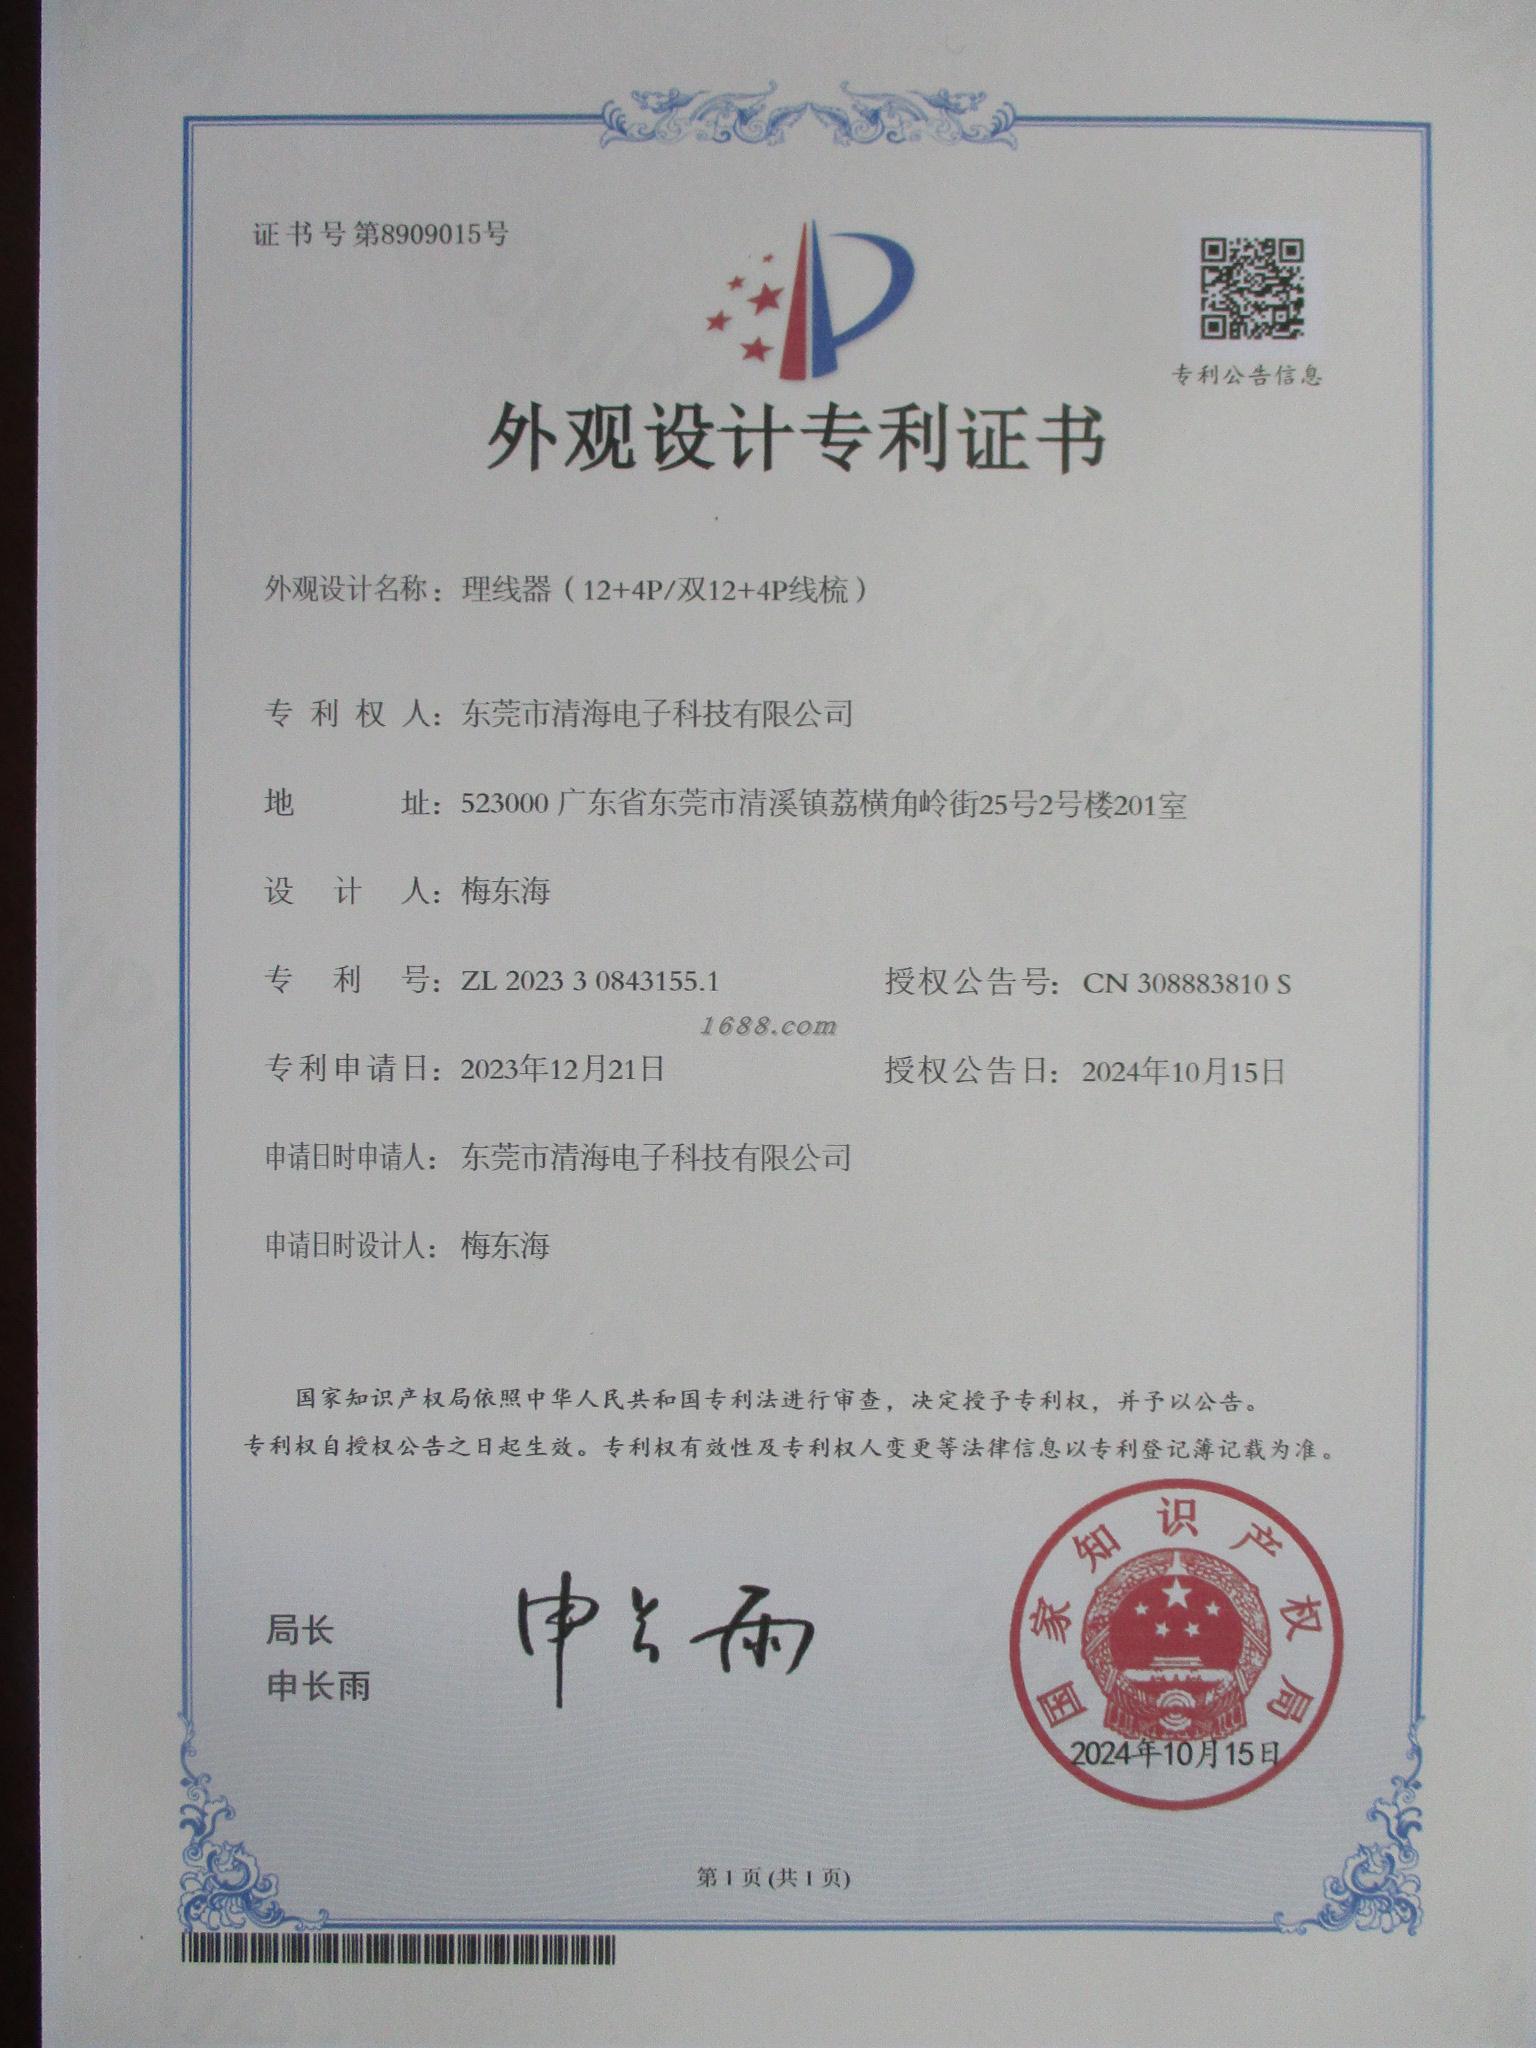 证书号第8909015号
专利公告信息
外观设计专利证书
外观设计名称：理线器（12+4P/双12+4P线梳）
专利权人：东莞市清海电子科技有限公司
地址：523000 广东省东莞市清溪镇荔横角岭街25号2号楼201室
设计人：梅东海
专利号：ZL 2023 3 0843155.1 授权公告号：CN 308883810 S
1688.com
专利申请日：2023年12月21日 授权公告日：2024年10月15日
申请日时申请人：东莞市清海电子科技有限公司
申请日时设计人：梅东海
国家知识产权局依照中华人民共和国专利法进行审查，决定授予专利权，并予以公告。
专利权自授权公告之日起生效。专利权有效性及专利权人变更等法律信息以专利登记簿记载为准。
局长
申长雨
申长雨
国家知识产权局
2024年10月15日
第 1 页 (共 1 页)